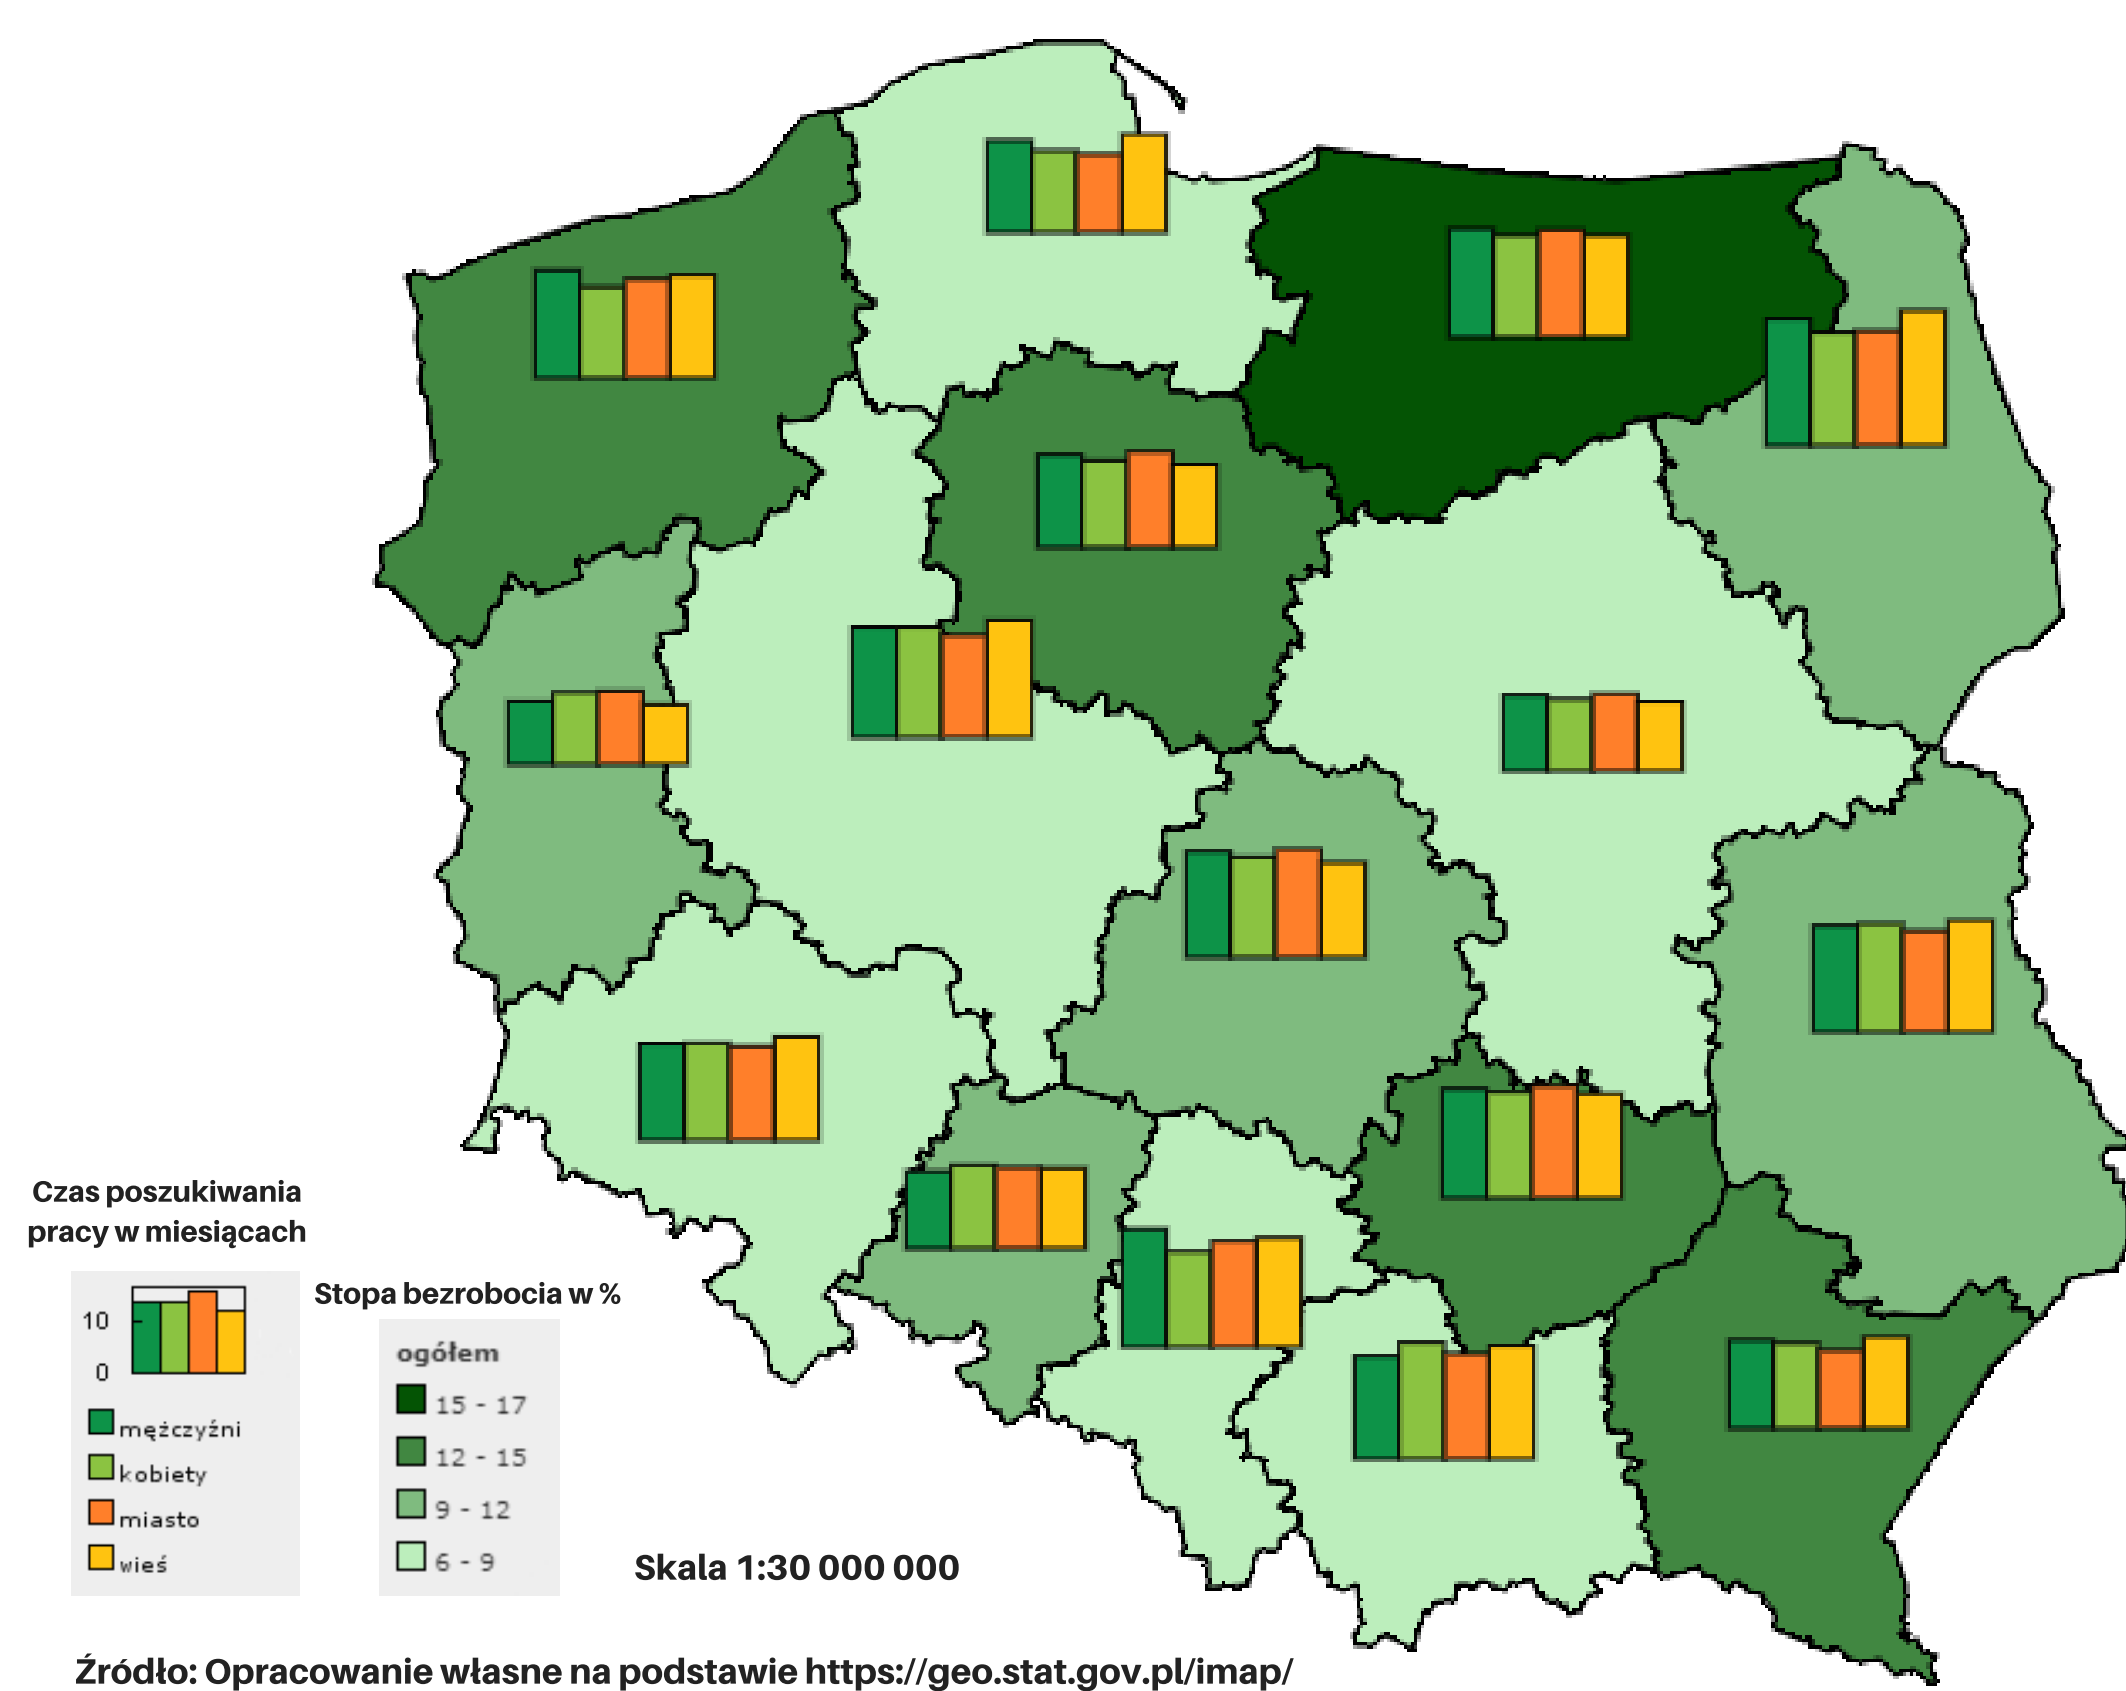 Czas poszukiwania
pracy w miesiącach
10
0
mężczyźni
kobiety
miasto
wieś
Stopa bezrobocia w %
ogółem
15 - 17
12 - 15
9 - 12
6 - 9
Skala 1:30 000 000
Źródło: Opracowanie własne na podstawie https://geo.stat.gov.pl/imap/